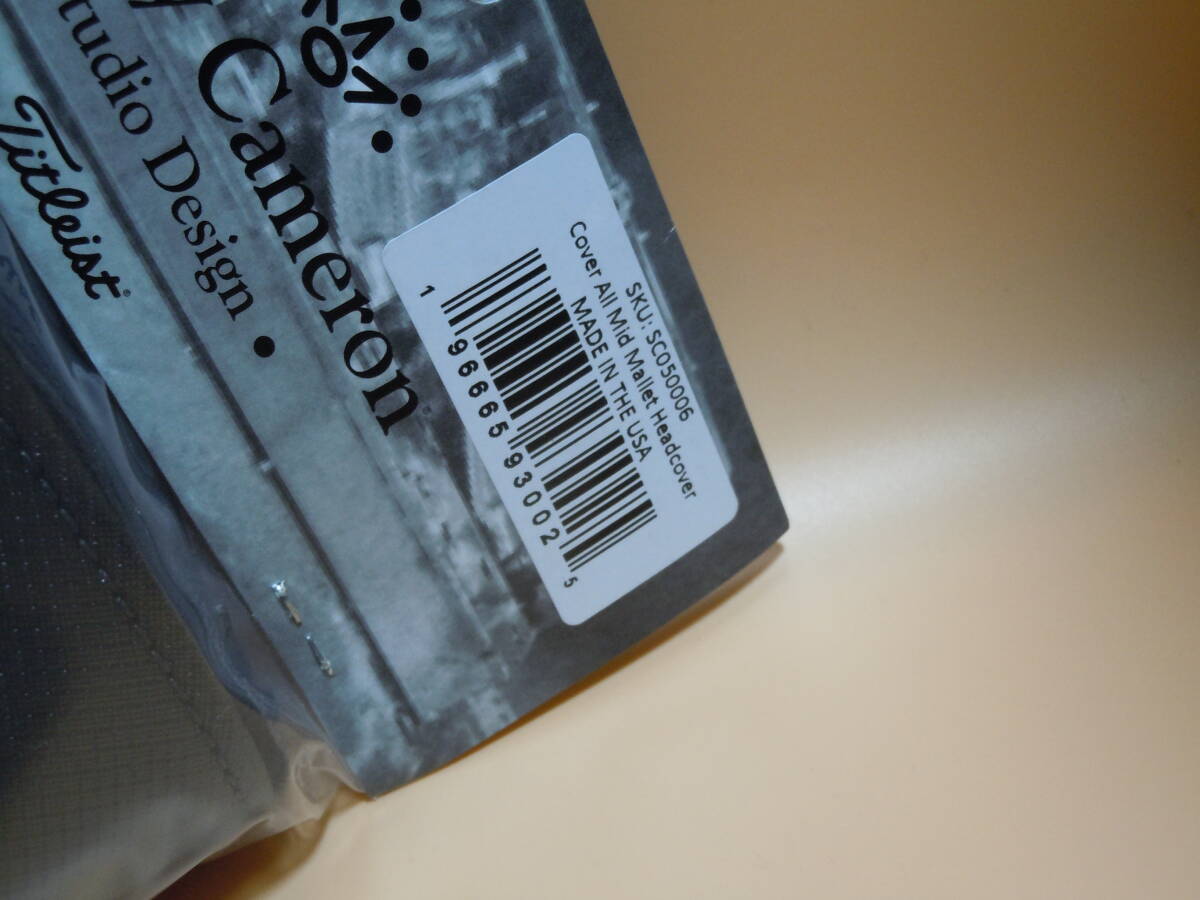 Cameron
Studio Design •
Titleist
SKU: SC050006
Cover All Mid Mallet Headcover
MADE IN THE USA
1 96665 93002 5